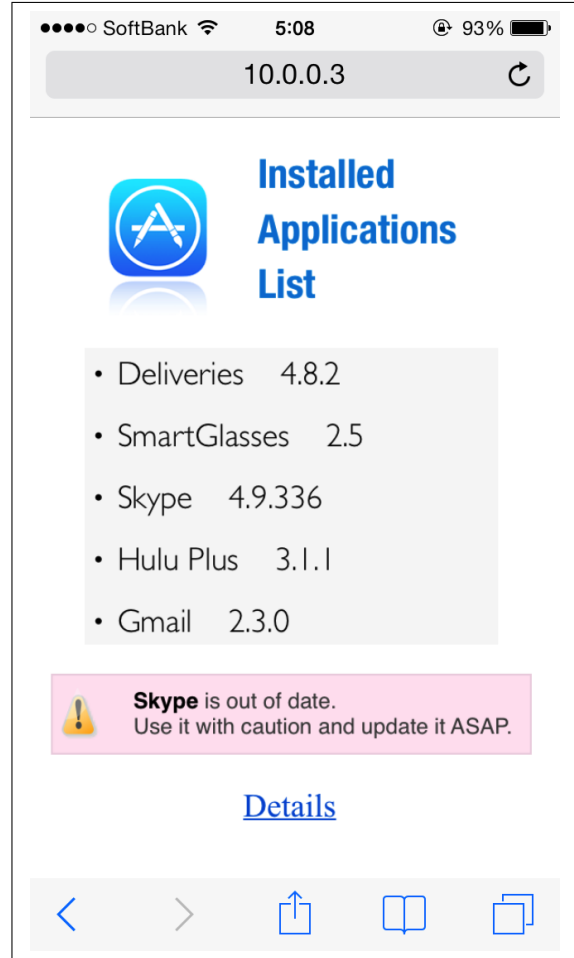 SoftBank 5:08 93%
10.0.0.3
Installed
Applications
List
• Deliveries 4.8.2
• SmartGlasses 2.5
• Skype 4.9.336
• Hulu Plus 3.1.1
• Gmail 2.3.0
Skype is out of date.
Use it with caution and update it ASAP.
Details